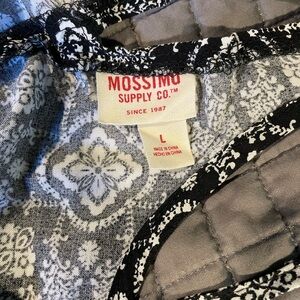 MOSSIMO
SUPPLY CO.™
SINCE 1987
L
MADE IN CHINA
HECHO EN CHINA